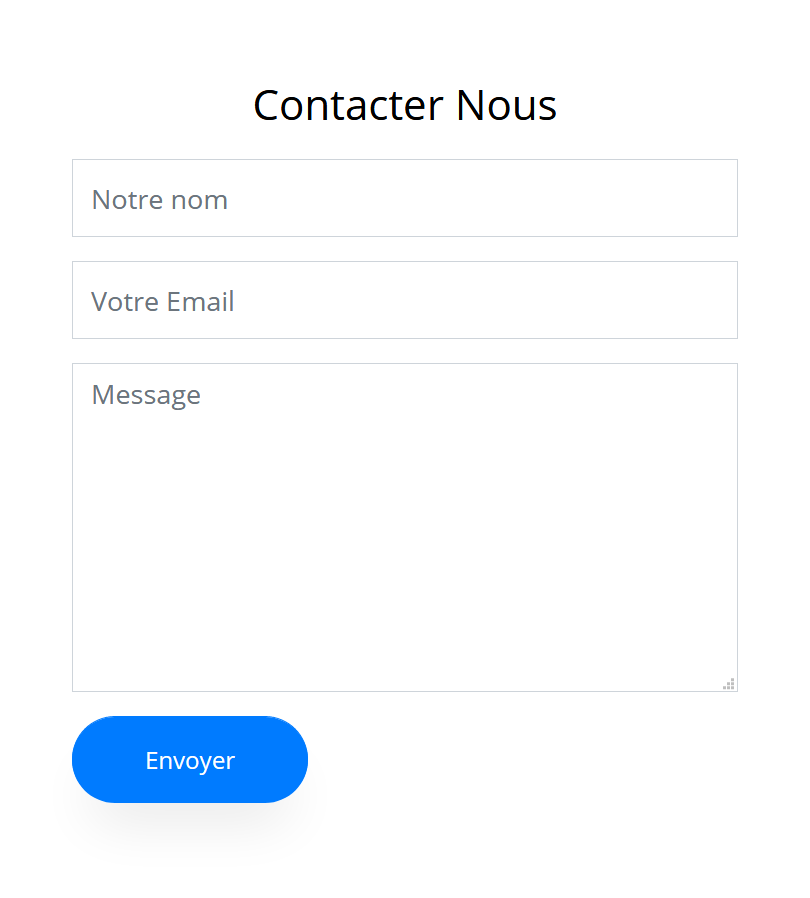 Contacter Nous
Notre nom
Votre Email
Message
Envoyer